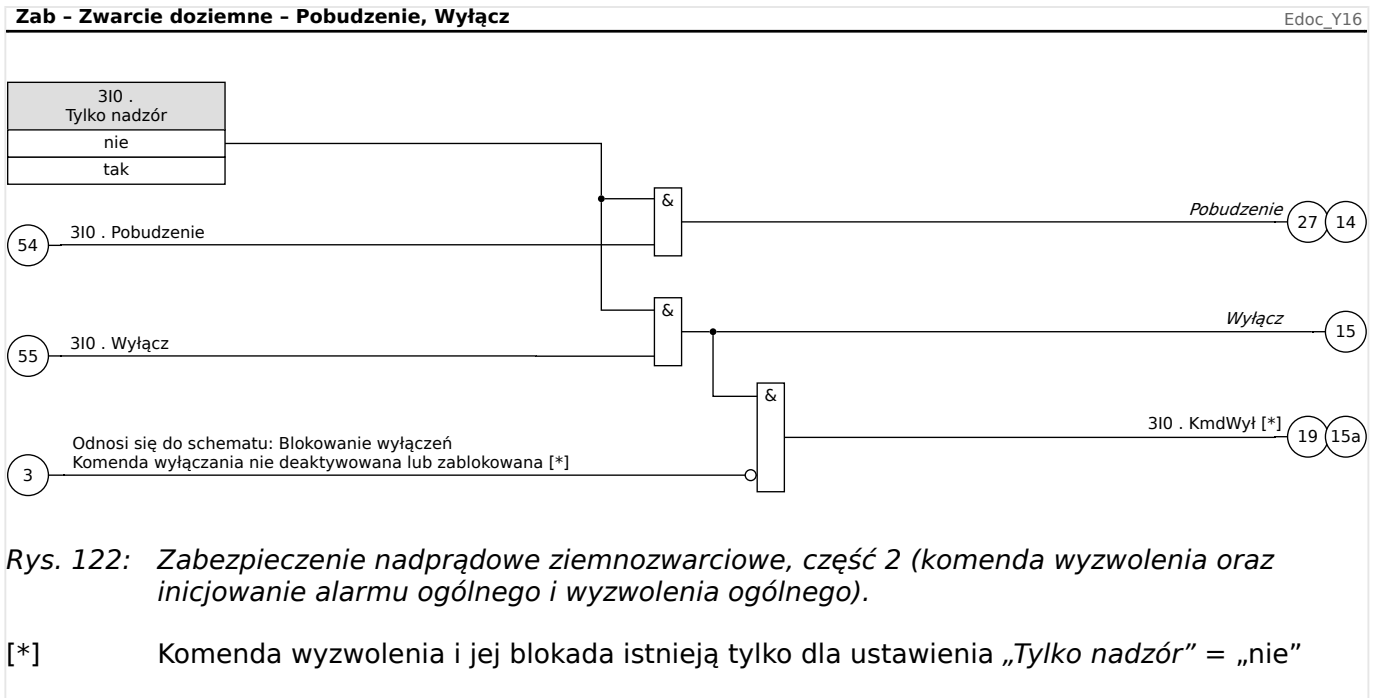 Zab – Zwarcie doziemne – Pobudzenie, Wyłącz
Edoc_Y16
3I0 .
Tylko nadzór
nie
tak
&
Pobudzenie
27
14
54
3I0 . Pobudzenie
&
Wyłącz
15
55
3I0 . Wyłącz
&
3I0 . KmdWył [*]
19
15a
Odnosi się do schematu: Blokowanie wyłączeń
Komenda wyłączania nie deaktywowana lub zablokowana [*]
3
Rys. 122: Zabezpieczenie nadprądowe ziemnozwarciowe, część 2 (komenda wyzwolenia oraz
inicjowanie alarmu ogólnego i wyzwolenia ogólnego).
[*] Komenda wyzwolenia i jej blokada istnieją tylko dla ustawienia „Tylko nadzór” = „nie”